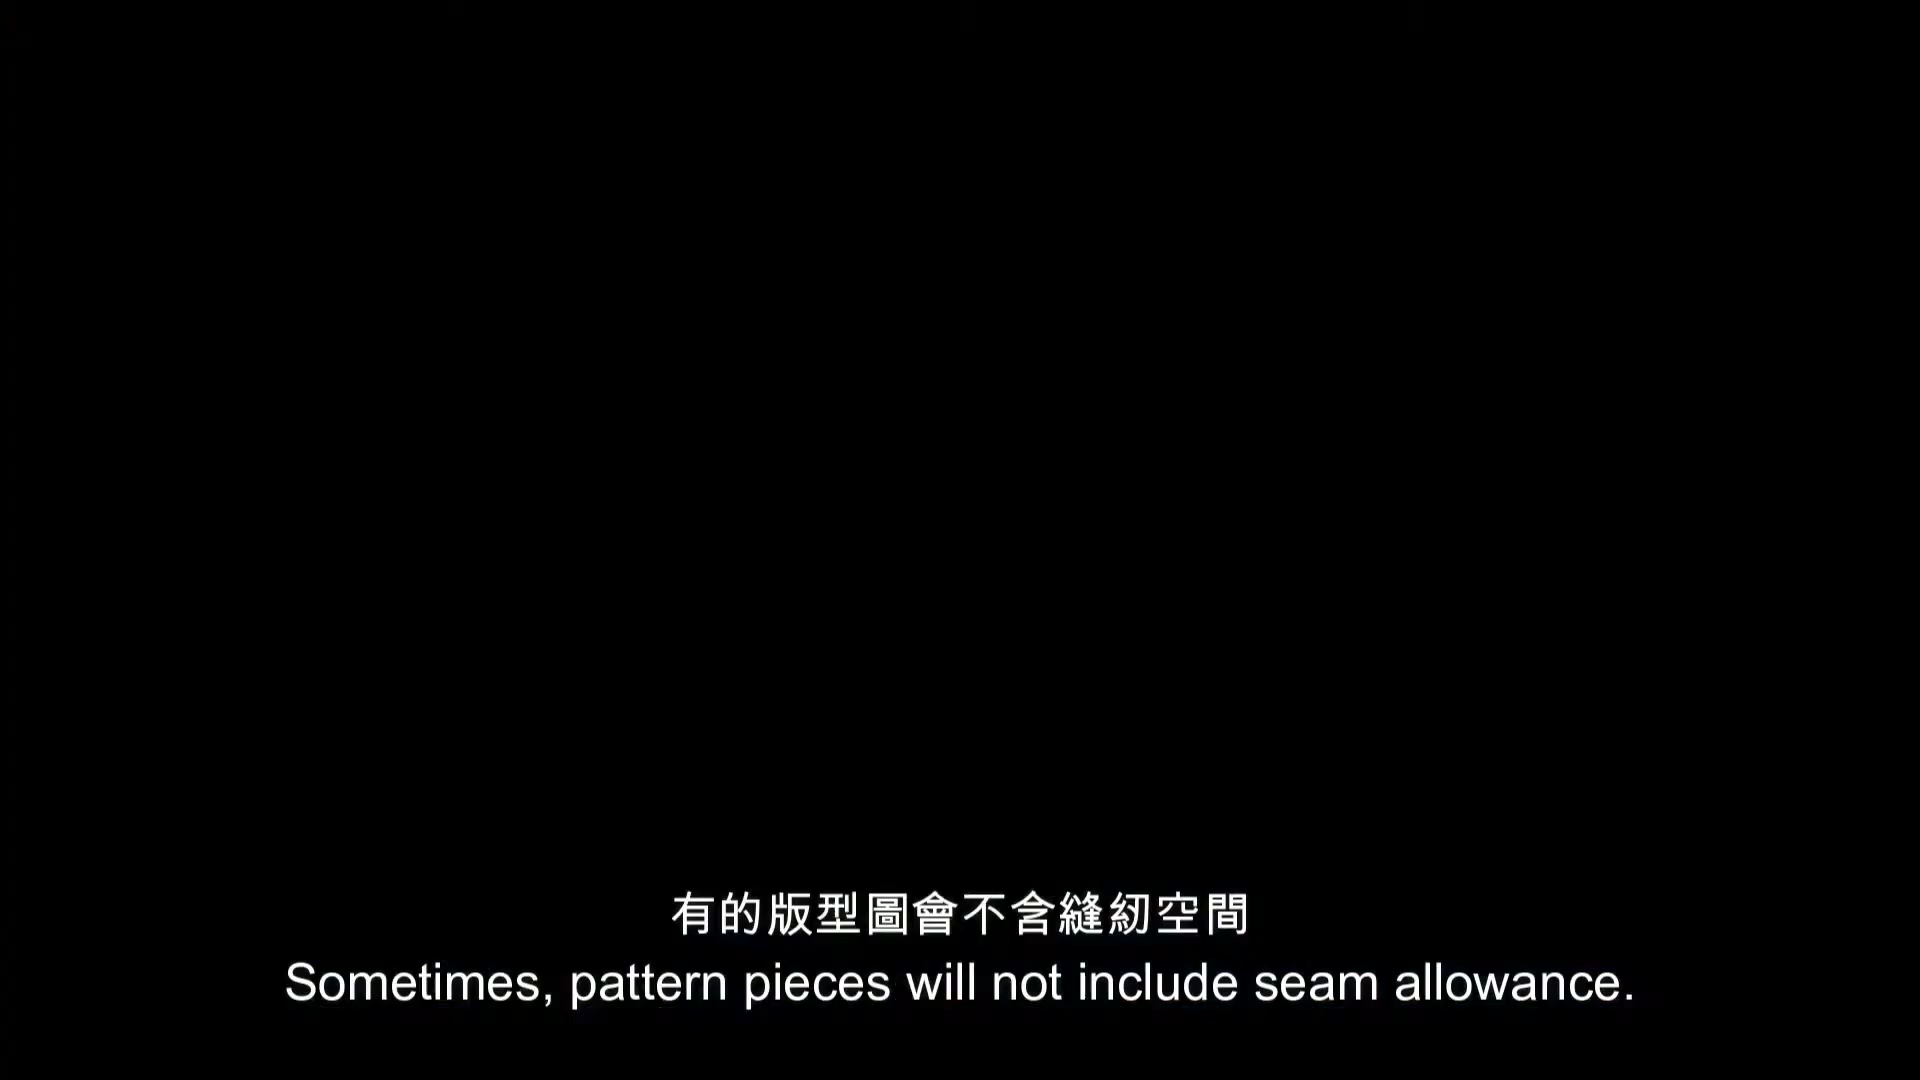 有的版型圖會不含縫紉空間
Sometimes, pattern pieces will not include seam allowance.